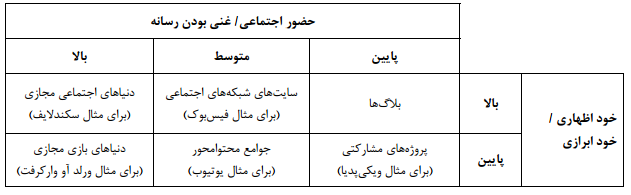 حضور اجتماعی/ غنی بودن رسانه
پایین
متوسط
بالا
خود اظهاری /
خود ابرازی
بالا
بلاگ‌ها
سایت‌های شبکه‌های اجتماعی
(برای مثال فیس‌بوک)
دنیاهای اجتماعی مجازی
(برای مثال سکندلایف)
پایین
پروژه‌های مشارکتی
(برای مثال ویکی‌پدیا)
جوامع محتوامحور
(برای مثال یوتیوب)
دنیاهای بازی مجازی
(برای مثال ورلد آو وارکرفت)